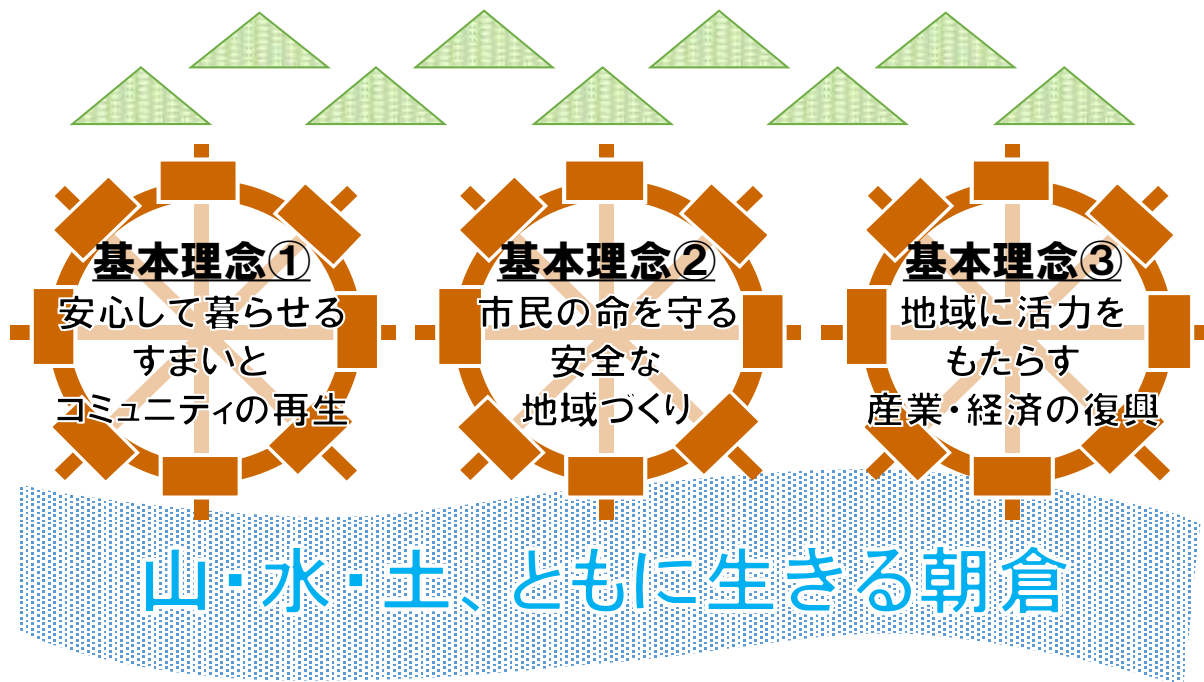 基本理念①
安心して暮らせる
すまいと
コミュニティの再生
基本理念②
市民の命を守る
安全な
地域づくり
基本理念③
地域に活力を
もたらす
産業・経済の復興
山・水・土、ともに生きる朝倉